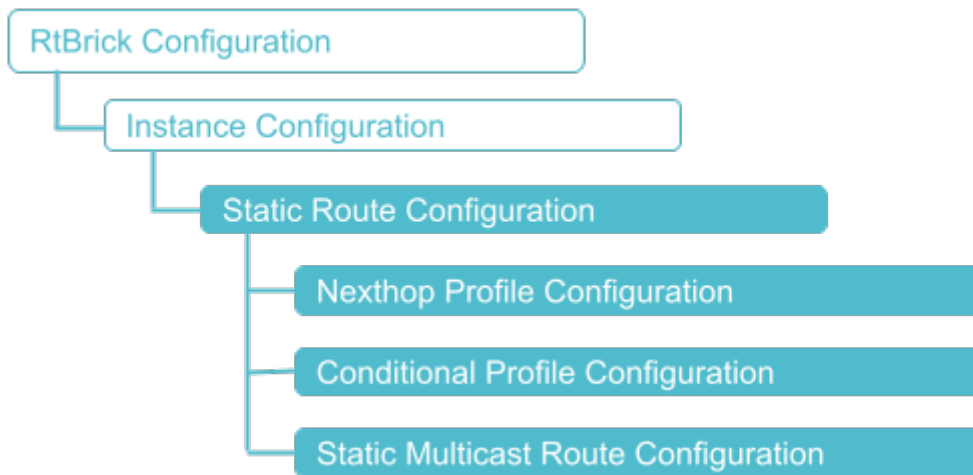 RtBrick Configuration
Instance Configuration
Static Route Configuration
Nexthop Profile Configuration
Conditional Profile Configuration
Static Multicast Route Configuration